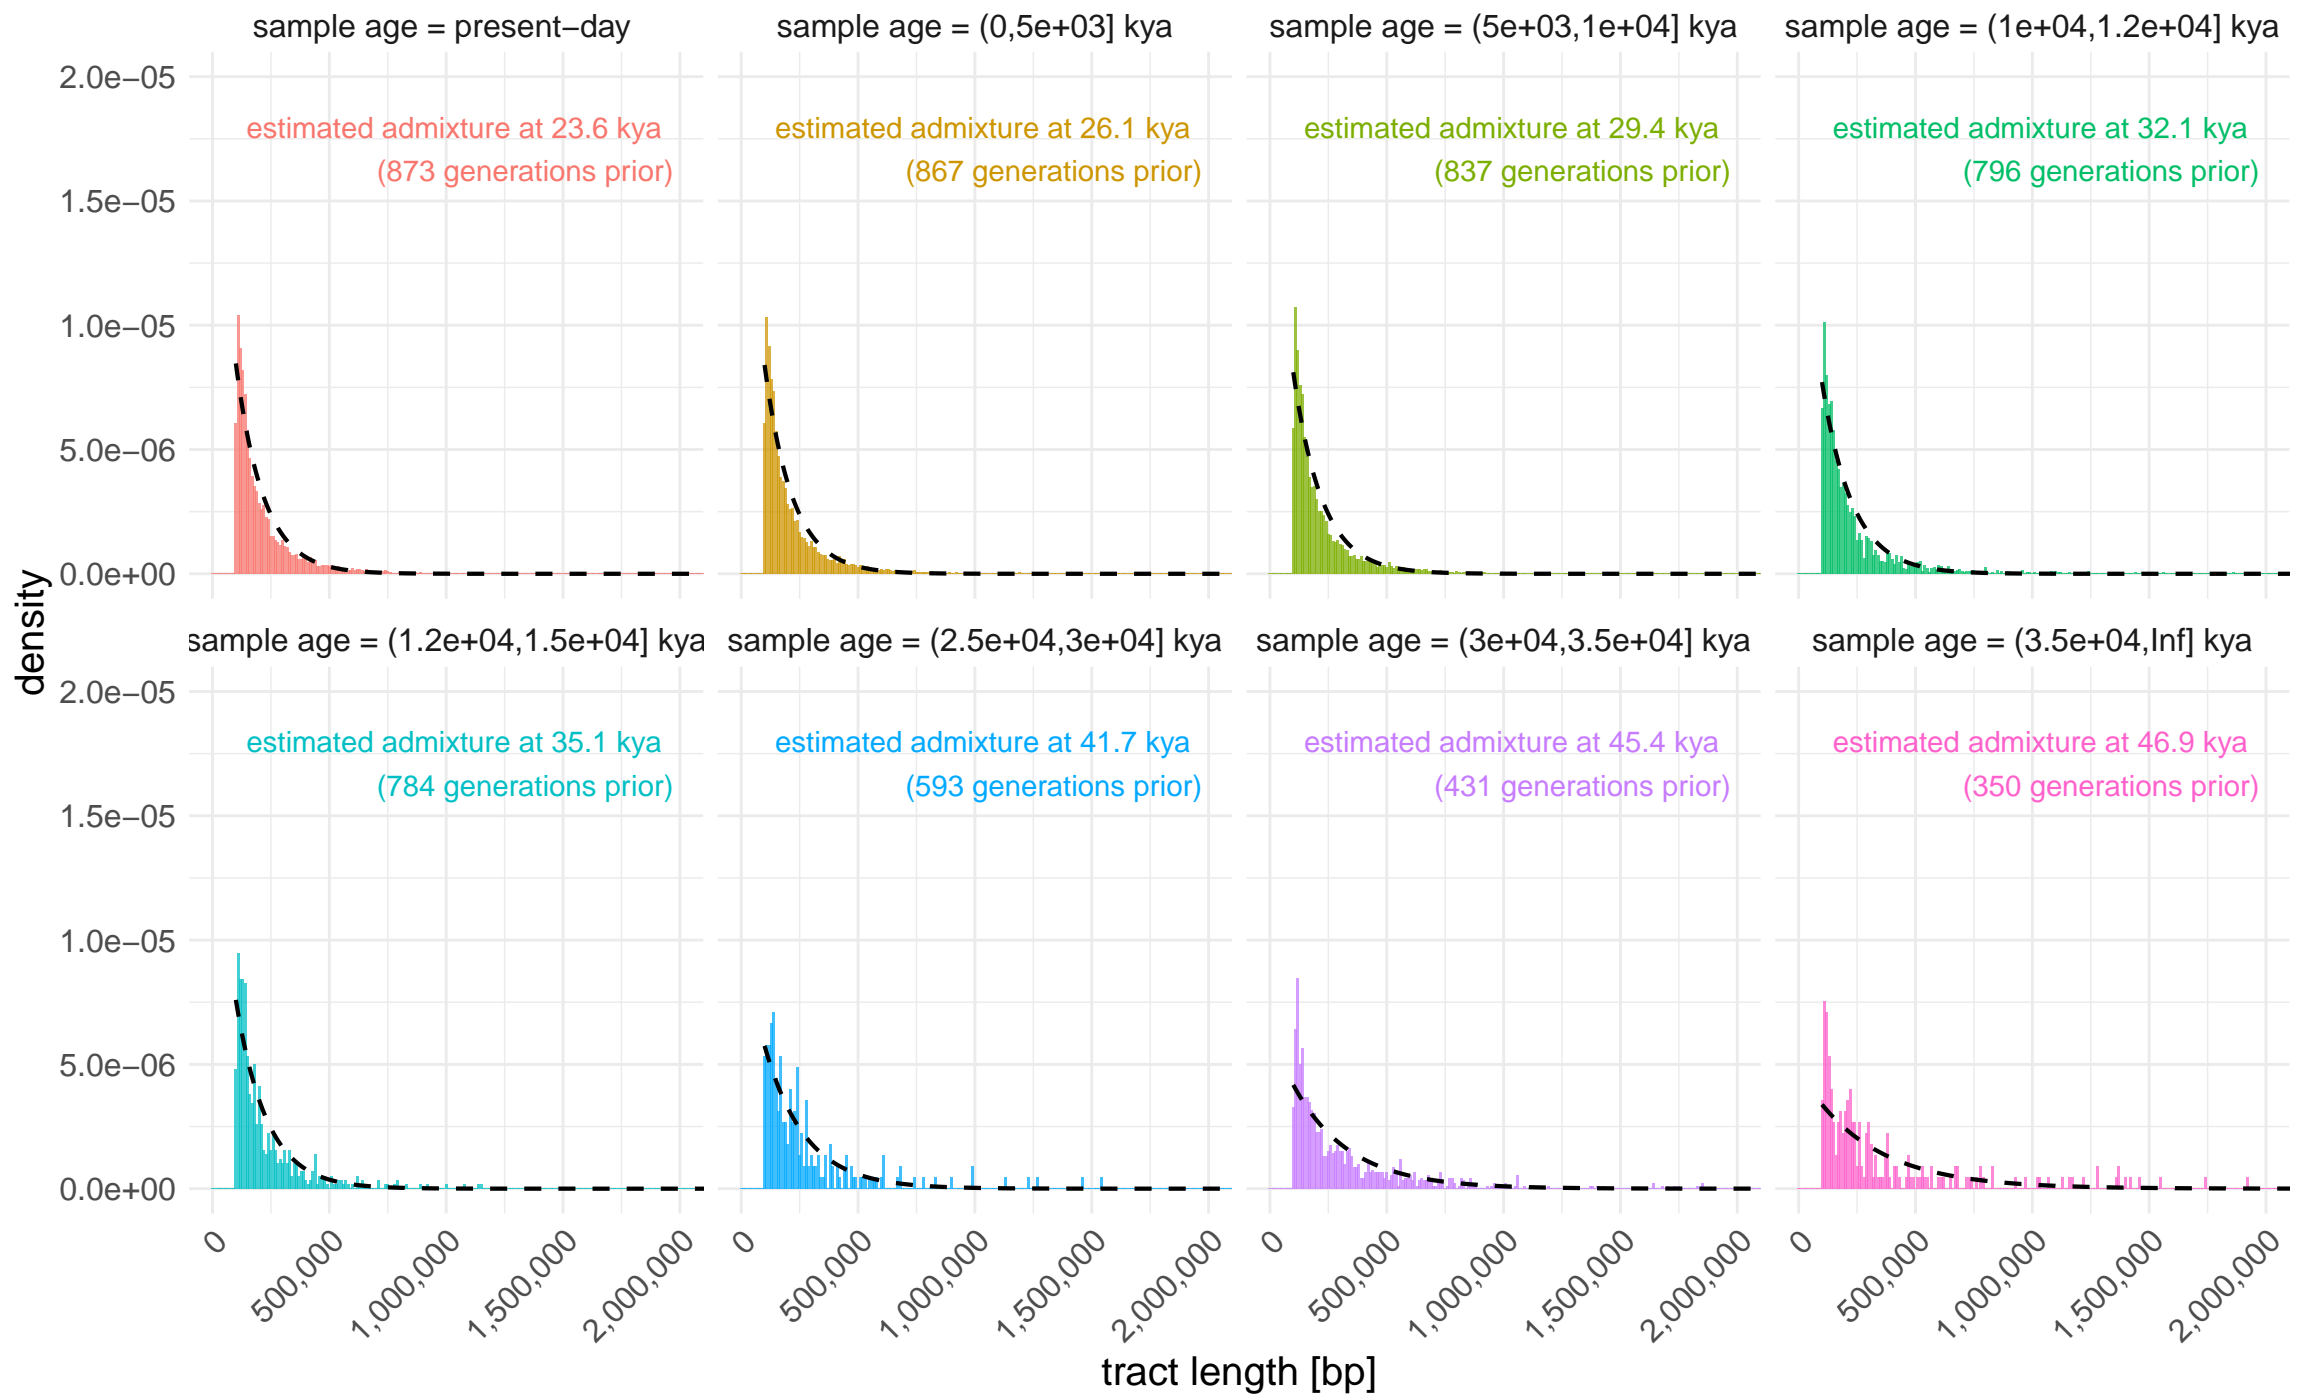 sample age = present−day
sample age = (0,5e+03] kya
sample age = (5e+03,1e+04] kya
sample age = (1e+04,1.2e+04] kya
2.0e−05
1.5e−05
1.0e−05
5.0e−06
0.0e+00
estimated admixture at 23.6 kya
(873 generations prior)
estimated admixture at 26.1 kya
(867 generations prior)
estimated admixture at 29.4 kya
(837 generations prior)
estimated admixture at 32.1 kya
(796 generations prior)
density
sample age = (1.2e+04,1.5e+04] kya
sample age = (2.5e+04,3e+04] kya
sample age = (3e+04,3.5e+04] kya
sample age = (3.5e+04,Inf] kya
2.0e−05
1.5e−05
1.0e−05
5.0e−06
0.0e+00
estimated admixture at 35.1 kya
(784 generations prior)
estimated admixture at 41.7 kya
(593 generations prior)
estimated admixture at 45.4 kya
(431 generations prior)
estimated admixture at 46.9 kya
(350 generations prior)
0
500,000
1,000,000
1,500,000
2,000,000
0
500,000
1,000,000
1,500,000
2,000,000
0
500,000
1,000,000
1,500,000
2,000,000
0
500,000
1,000,000
1,500,000
2,000,000
tract length [bp]